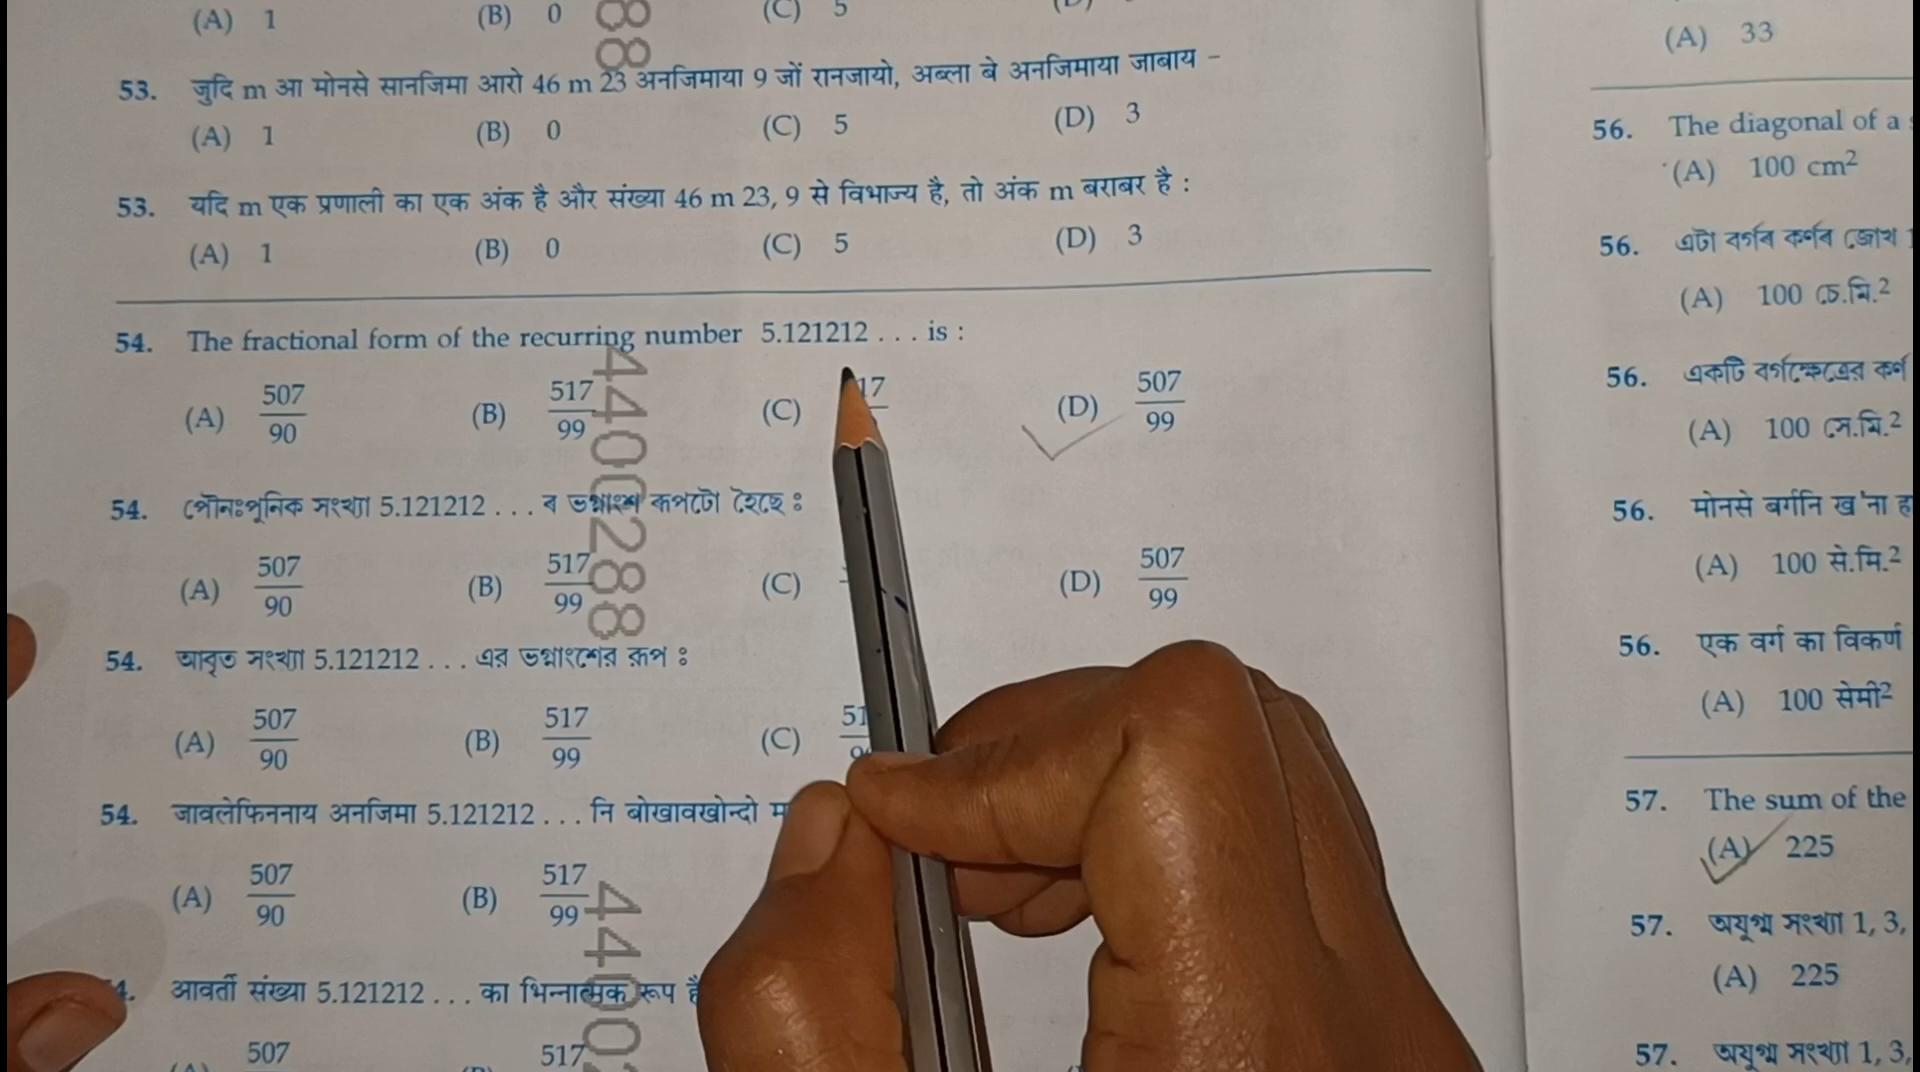 (A) 1 (B) 0 (C) 5
53. जुदि m आ मोनसे सानजिमा आरो 46 m 23 अनजिमाया 9 जों रानजायो, अब्ला बे अनजिमाया जाबाय –
(A) 1 (B) 0 (C) 5 (D) 3
53. यदि m एक प्रणाली का एक अंक है और संख्या 46 m 23, 9 से विभाज्य है, तो अंक m बराबर है :
(A) 1 (B) 0 (C) 5 (D) 3
54. The fractional form of the recurring number 5.121212 . . . is :
(A) 507/90 (B) 517/99 (C) 17 (D) 507/99
54. পৌনঃপুনিক সংখ্যা 5.121212 . . . ৰ ভগ্নাংশ ৰূপটো হৈছে ঃ
(A) 507/90 (B) 517/99 (C) (D) 507/99
54. আবৃত সংখ্যা 5.121212 . . . এর ভগ্নাংশের রূপ ঃ
(A) 507/90 (B) 517/99 (C) 51
54. जावलेफिननाय अनजिमा 5.121212 . . . नि बोखावखोन्दो म
(A) 507/90 (B) 517/99
4. आवर्ती संख्या 5.121212 . . . का भिन्नात्मक रूप है
507 517
4400288
4400
88
(A) 33
56. The diagonal of a
(A) 100 cm²
56. এটা বৰ্গৰ কৰ্ণৰ জোখ 1
(A) 100 চে.মি.²
56. একটি বর্গক্ষেত্রের কর্ণ
(A) 100 সে.মি.²
56. मोनसे बर्गनि ख'ना हा
(A) 100 से.मि.²
56. एक वर्ग का विकर्ण
(A) 100 सेमी²
57. The sum of the
(A) 225
57. অযুগ্ম সংখ্যা 1, 3,
(A) 225
57. অযুগ্ম সংখ্যা 1, 3,